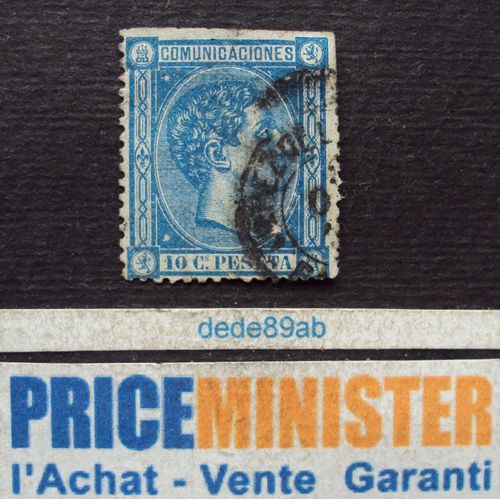 COMUNICACIONES
10 Cs. PESETA
dede89ab
PRICEMINISTER
l'Achat - Vente Garanti